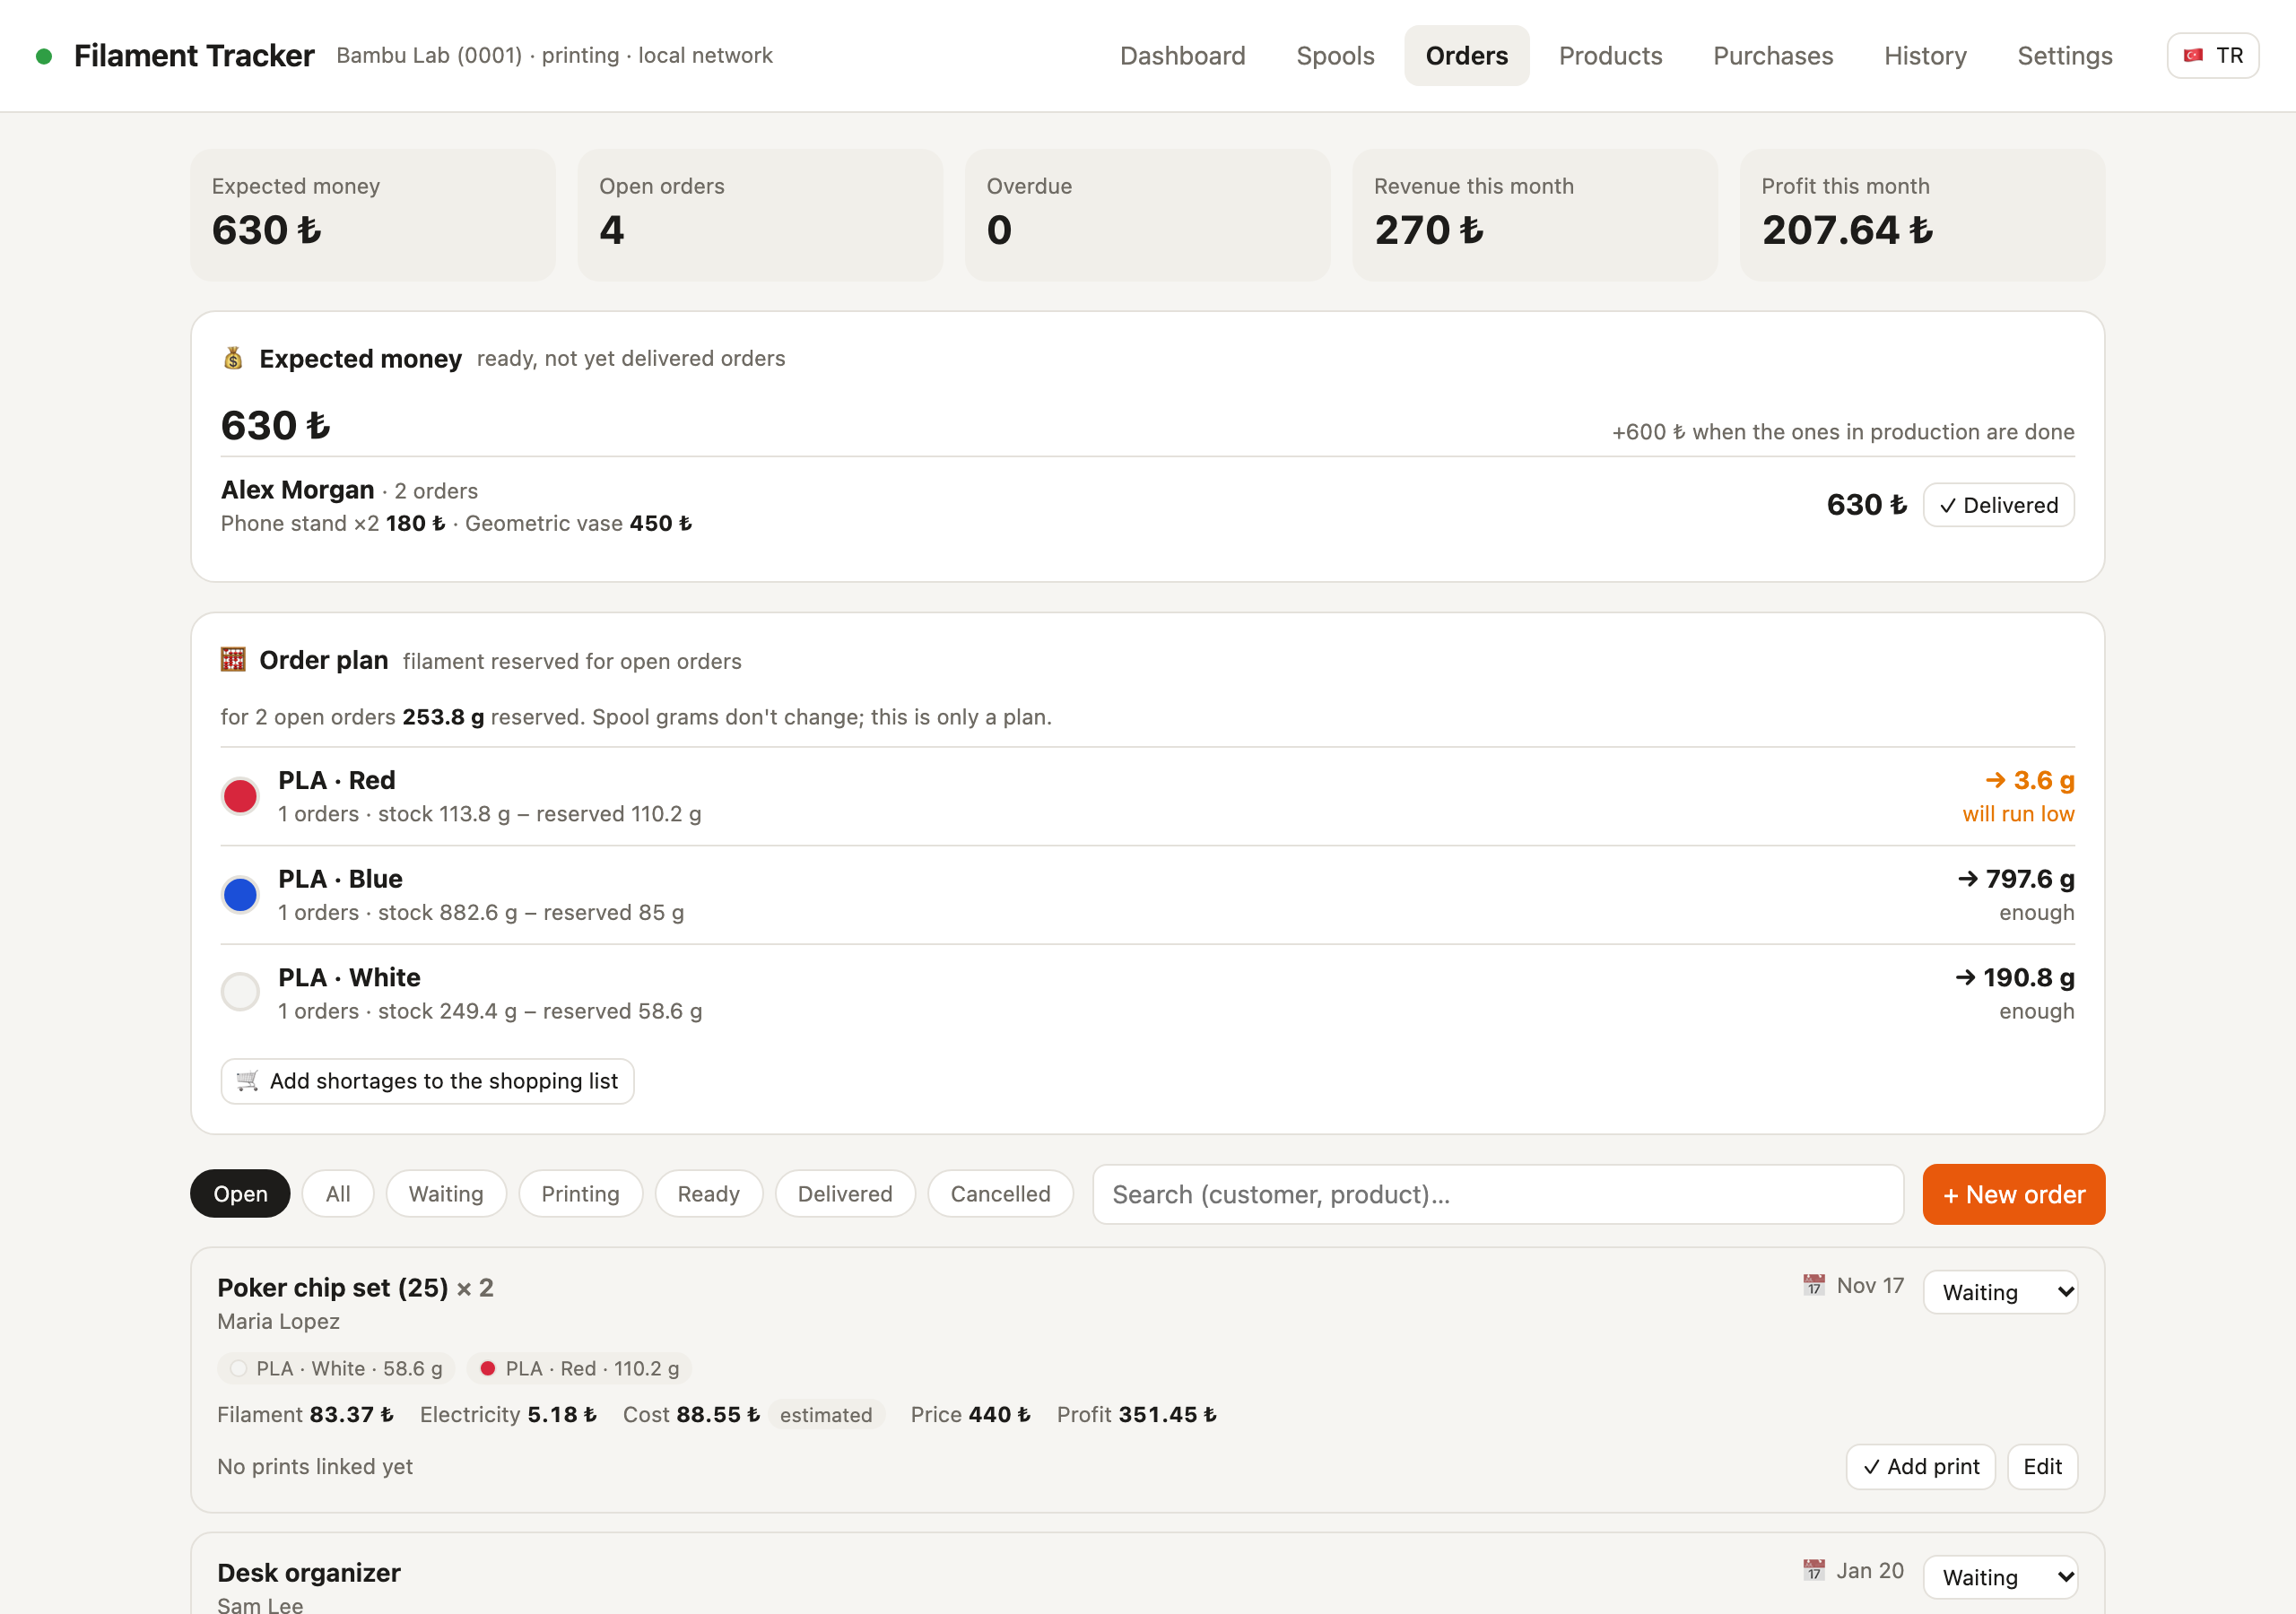 Filament Tracker Bambu Lab (0001) · printing · local network Dashboard Spools Orders Products Purchases History Settings TR
Expected money Open orders Overdue Revenue this month Profit this month
630 ₺ 4 0 270 ₺ 207.64 ₺
Expected money ready, not yet delivered orders
630 ₺ +600 ₺ when the ones in production are done
Alex Morgan · 2 orders
Phone stand ×2 180 ₺ · Geometric vase 450 ₺
630 ₺ ✓ Delivered
Order plan filament reserved for open orders
for 2 open orders 253.8 g reserved. Spool grams don't change; this is only a plan.
PLA · Red → 3.6 g
1 orders · stock 113.8 g – reserved 110.2 g will run low
PLA · Blue → 797.6 g
1 orders · stock 882.6 g – reserved 85 g enough
PLA · White → 190.8 g
1 orders · stock 249.4 g – reserved 58.6 g enough
Add shortages to the shopping list
Open All Waiting Printing Ready Delivered Cancelled Search (customer, product)... + New order
Poker chip set (25) × 2 17 Nov 17 Waiting
Maria Lopez
PLA · White · 58.6 g PLA · Red · 110.2 g
Filament 83.37 ₺ Electricity 5.18 ₺ Cost 88.55 ₺ estimated Price 440 ₺ Profit 351.45 ₺
No prints linked yet ✓ Add print Edit
Desk organizer 17 Jan 20 Waiting
Sam Lee